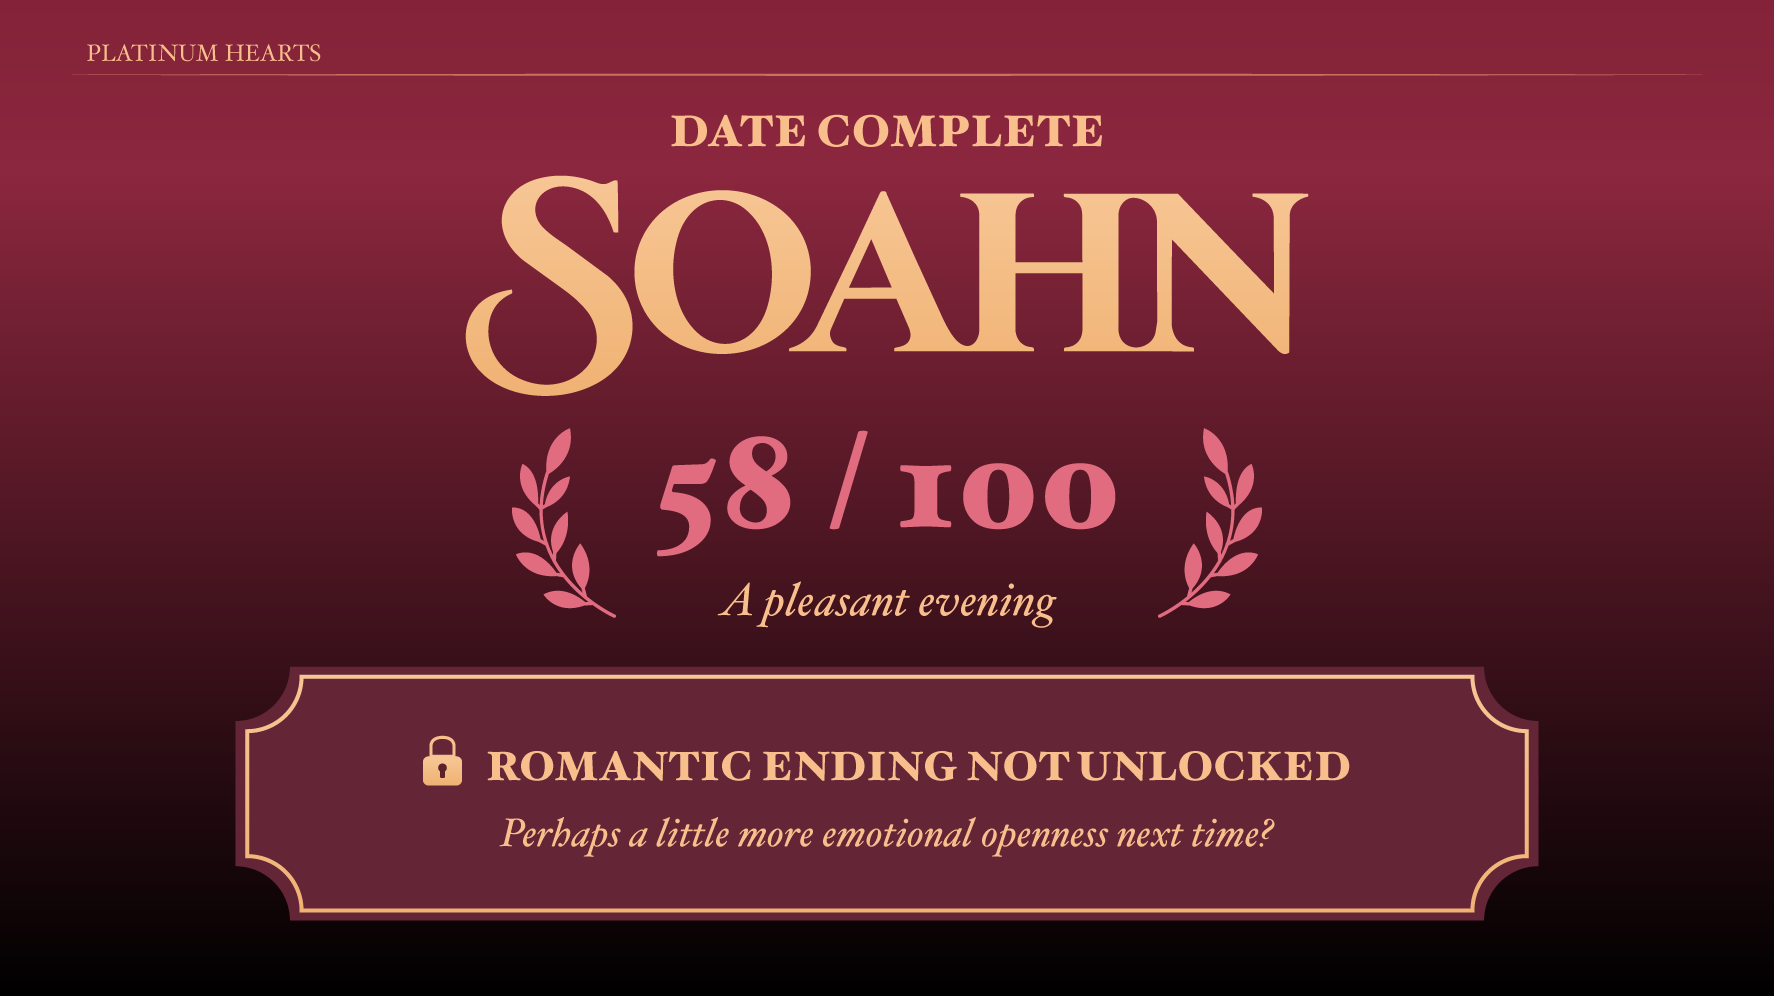 PLATINUM HEARTS
DATE COMPLETE
SOAHN
58 / 100
A pleasant evening
ROMANTIC ENDING NOT UNLOCKED
Perhaps a little more emotional openness next time?